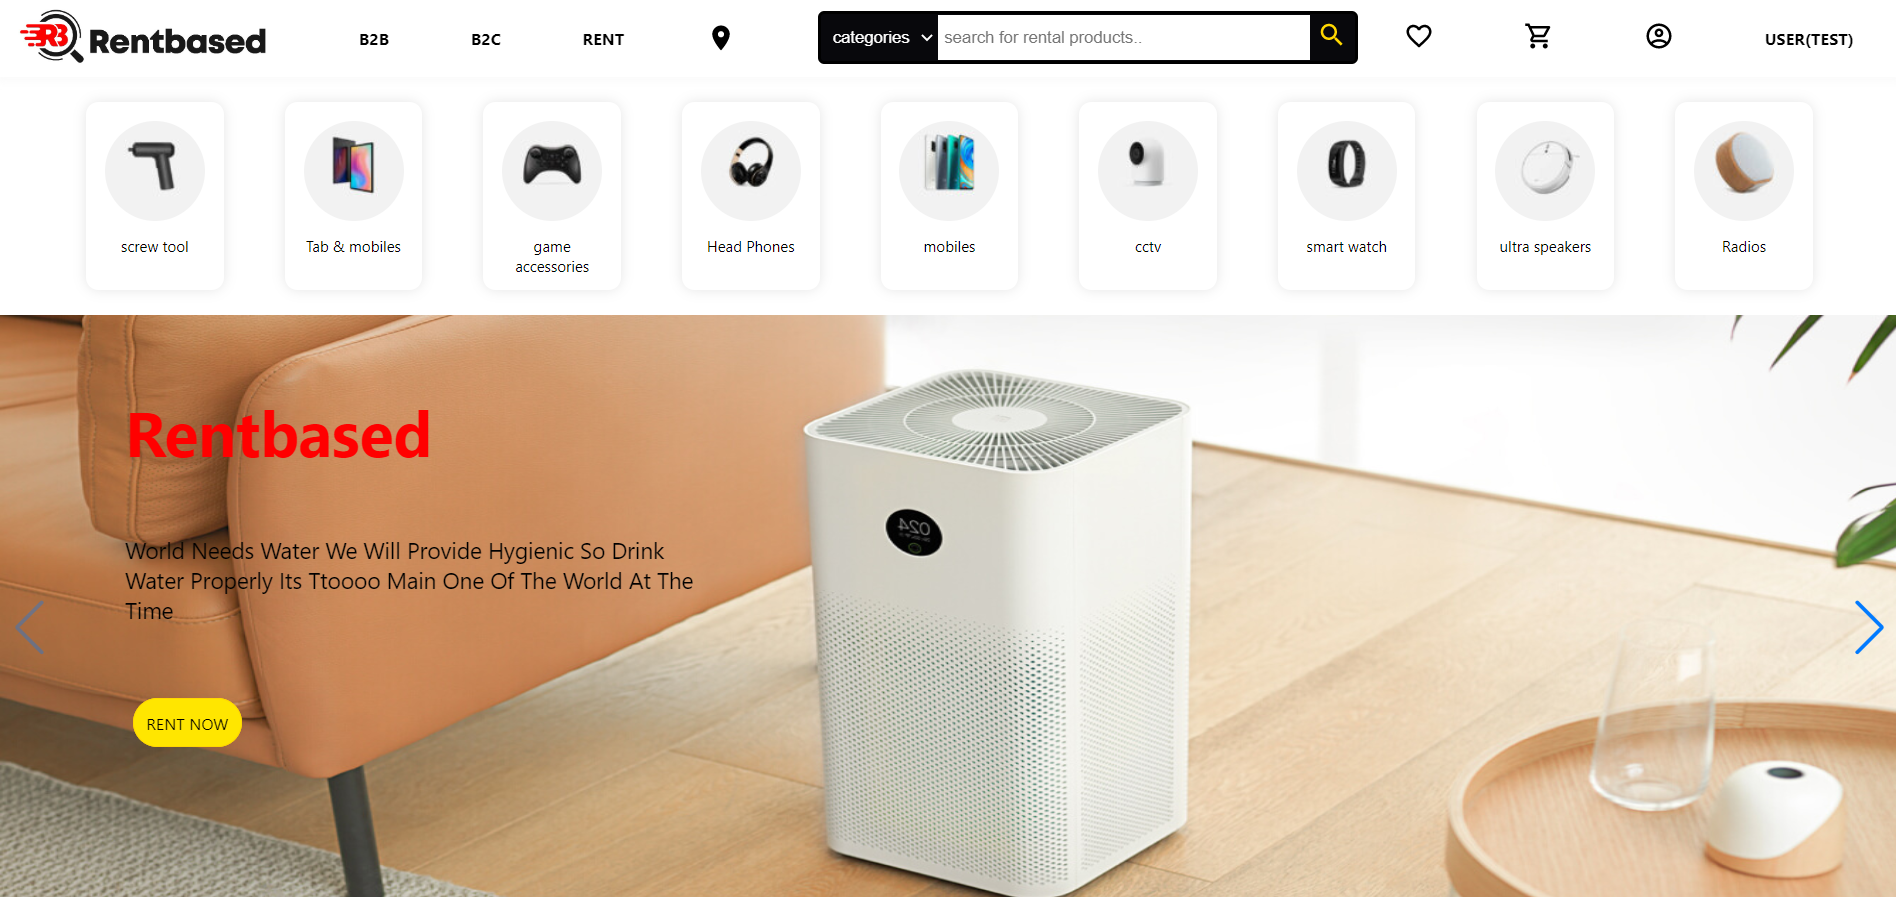 R3 Rentbased
B2B
B2C
RENT
categories
search for rental products..
USER(TEST)
screw tool
Tab & mobiles
game
accessories
Head Phones
mobiles
cctv
smart watch
ultra speakers
Radios
Rentbased
024
World Needs Water We Will Provide Hygienic So Drink
Water Properly Its Ttoooo Main One Of The World At The
Time
RENT NOW